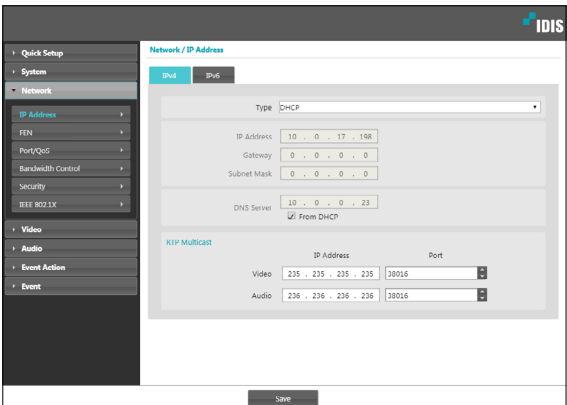 IDIS
Quick Setup
System
Network
IP Address
FEN
Port/QoS
Bandwidth Control
Security
IEEE 802.1X
Video
Audio
Event Action
Event
Network / IP Address
IPv4 IPv6
Type DHCP
IP Address 10 . 0 . 17 . 198
Gateway 0 . 0 . 0 . 0
Subnet Mask 0 . 0 . 0 . 0
DNS Server 10 . 0 . 0 . 23
From DHCP
RTP Multicast
IP Address Port
Video 235 . 235 . 235 . 235 38016
Audio 236 . 236 . 236 . 236 38016
Save